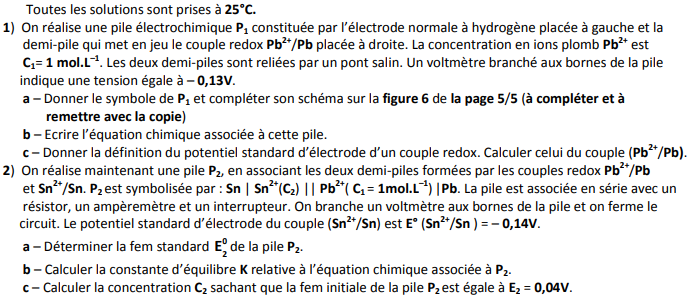 Toutes les solutions sont prises à 25°C.
1) On réalise une pile électrochimique P₁ constituée par l'électrode normale à hydrogène placée à gauche et la
demi-pile qui met en jeu le couple redox Pb²⁺/Pb placée à droite. La concentration en ions plomb Pb²⁺ est
C₁= 1 mol.L⁻¹. Les deux demi-piles sont reliées par un pont salin. Un voltmètre branché aux bornes de la pile
indique une tension égale à – 0,13V.
a – Donner le symbole de P₁ et compléter son schéma sur la figure 6 de la page 5/5 (à compléter et à
remettre avec la copie)
b – Ecrire l'équation chimique associée à cette pile.
c – Donner la définition du potentiel standard d'électrode d'un couple redox. Calculer celui du couple (Pb²⁺/Pb).
2) On réalise maintenant une pile P₂, en associant les deux demi-piles formées par les couples redox Pb²⁺/Pb
et Sn²⁺/Sn. P₂ est symbolisée par : Sn | Sn²⁺(C₂) | | Pb²⁺( C₁ = 1mol.L⁻¹) |Pb. La pile est associée en série avec un
résistor, un ampèremètre et un interrupteur. On branche un voltmètre aux bornes de la pile et on ferme le
circuit. Le potentiel standard d'électrode du couple (Sn²⁺/Sn) est E° (Sn²⁺/Sn ) = – 0,14V.
a – Déterminer la fem standard E₂⁰ de la pile P₂.
b – Calculer la constante d'équilibre K relative à l'équation chimique associée à P₂.
c – Calculer la concentration C₂ sachant que la fem initiale de la pile P₂ est égale à E₂ = 0,04V.